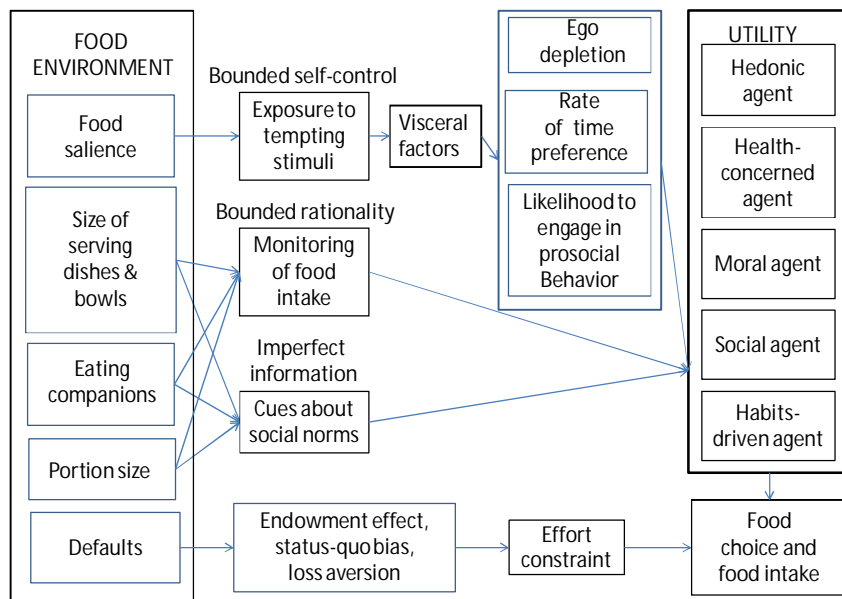 FOOD
ENVIRONMENT
Food
salience
Size of
serving
dishes &
bowls
Eating
companions
Portion size
Defaults
Bounded self-control
Exposure to
tempting
stimuli
Visceral
factors
Bounded rationality
Monitoring
of food
intake
Imperfect
information
Cues about
social norms
Endowment effect,
status-quo bias,
loss aversion
Effort
constraint
Ego
depletion
Rate
of time
preference
Likelihood to
engage in
prosocial
Behavior
UTILITY
Hedonic
agent
Health-
concerned
agent
Moral agent
Social agent
Habits-
driven agent
Food
choice and
food intake